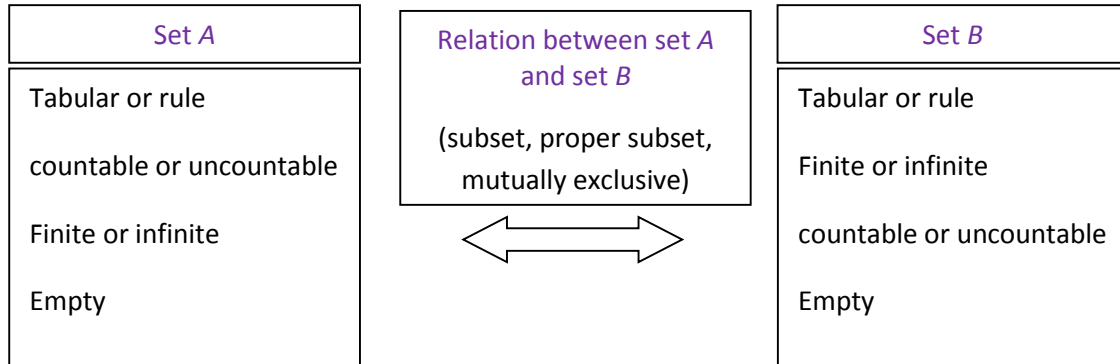 Set A
Tabular or rule
countable or uncountable
Finite or infinite
Empty
Relation between set A
and set B
(subset, proper subset,
mutually exclusive)
Set B
Tabular or rule
Finite or infinite
countable or uncountable
Empty